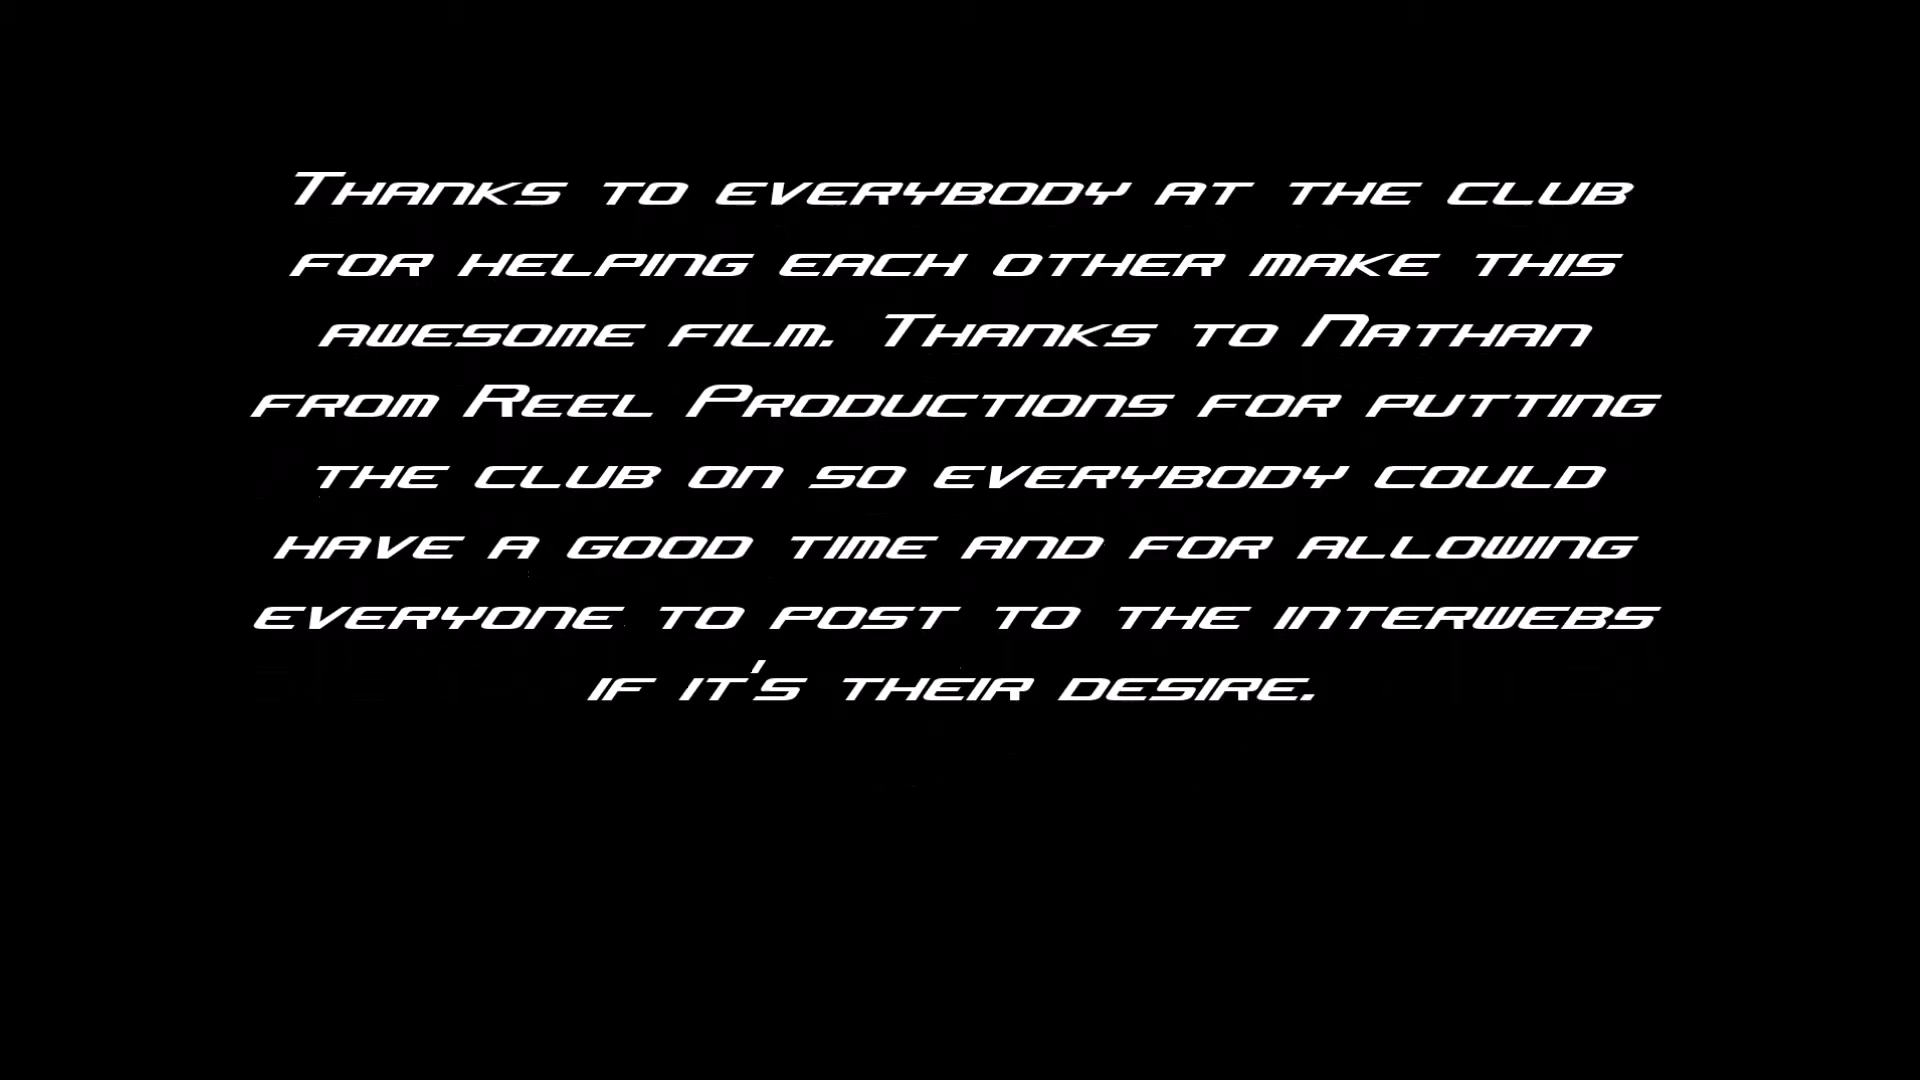 Thanks to everybody at the club
for helping each other make this
awesome film. Thanks to Nathan
from Reel Productions for putting
the club on so everybody could
have a good time and for allowing
everyone to post to the interwebs
if it's their desire.